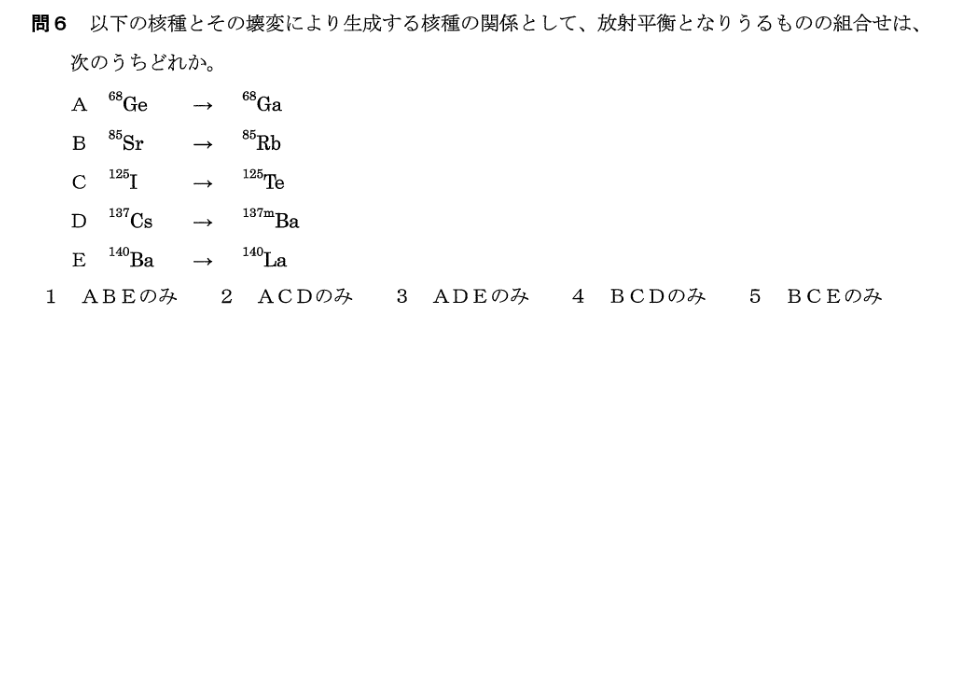 問６　以下の核種とその壊変により生成する核種の関係として、放射平衡となりうるものの組合せは、
次のうちどれか。
A　⁶⁸Ge　→　⁶⁸Ga
B　⁸⁵Sr　→　⁸⁵Rb
C　¹²⁵I　→　¹²⁵Te
D　¹³⁷Cs　→　¹³⁷ᵐBa
E　¹⁴⁰Ba　→　¹⁴⁰La
1　ＡＢＥのみ　2　ＡＣＤのみ　3　ＡＤＥのみ　4　ＢＣＤのみ　5　ＢＣＥのみ